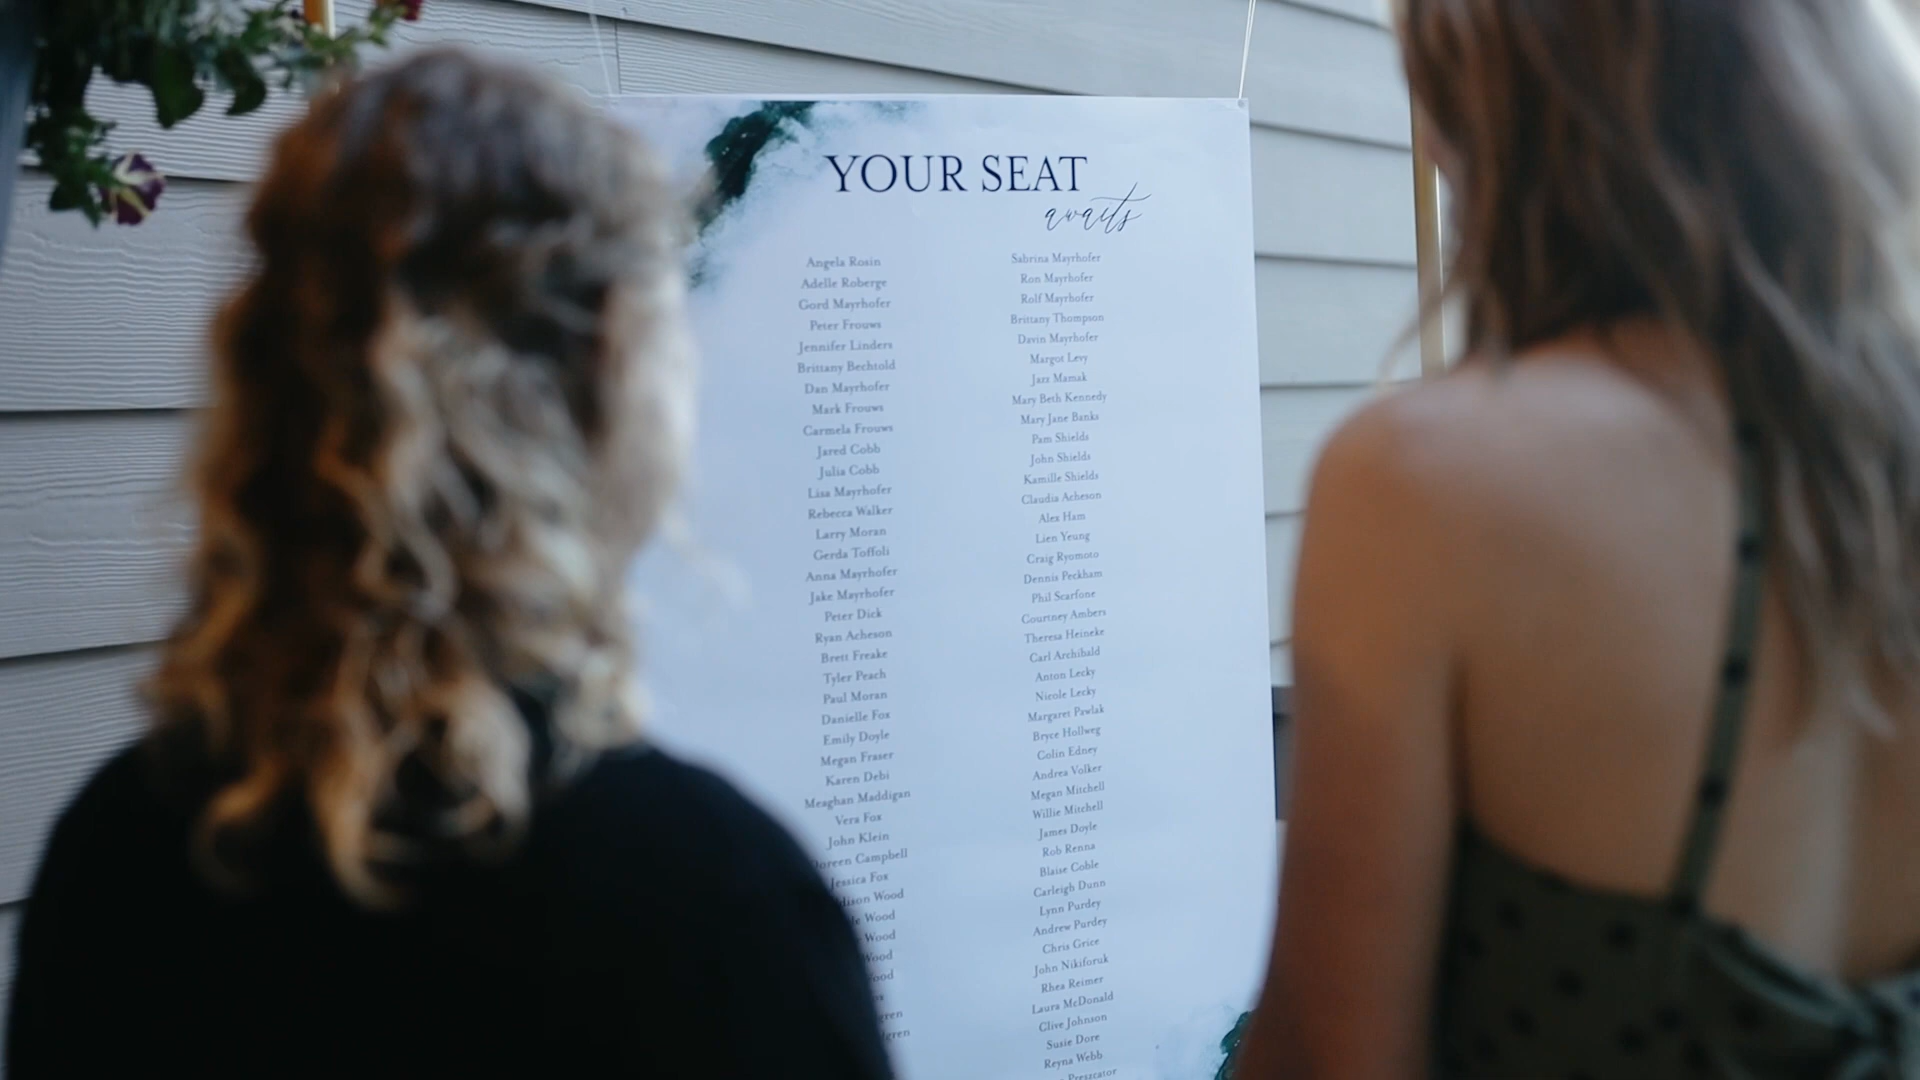 YOUR SEAT
awaits
Angela Rosin
Adelle Roberge
Gord Mayrhofer
Peter Frouws
Jennifer Linders
Brittany Bechtold
Dan Mayrhofer
Mark Frouws
Carmela Frouws
Jared Cobb
Julia Cobb
Lisa Mayrhofer
Rebecca Walker
Larry Moran
Gerda Toffoli
Anna Mayrhofer
Jake Mayrhofer
Peter Dick
Ryan Acheson
Brett Freake
Tyler Peach
Paul Moran
Danielle Fox
Emily Doyle
Megan Fraser
Karen Debi
Meaghan Maddigan
Vera Fox
John Klein
Doreen Campbell
Jessica Fox
Wood
Wood
Wood
Wood
Sabrina Mayrhofer
Ron Mayrhofer
Rolf Mayrhofer
Brittany Thompson
Davin Mayrhofer
Margot Levy
Jazz Mamak
Mary Beth Kennedy
Mary Jane Banks
Pam Shields
John Shields
Kamille Shields
Claudia Acheson
Alex Ham
Lien Yeung
Craig Ryomoto
Dennis Peckham
Phil Scarfone
Courtney Ambers
Theresa Heineke
Carl Archibald
Anton Lecky
Nicole Lecky
Margaret Pawlak
Bryce Hollweg
Colin Edney
Andrea Volker
Megan Mitchell
Willie Mitchell
James Doyle
Rob Renna
Blaise Coble
Carleigh Dunn
Lynn Purdey
Andrew Purdey
Chris Grice
John Nikiforuk
Rhea Reimer
Laura McDonald
Clive Johnson
Susie Dore
Reyna Webb